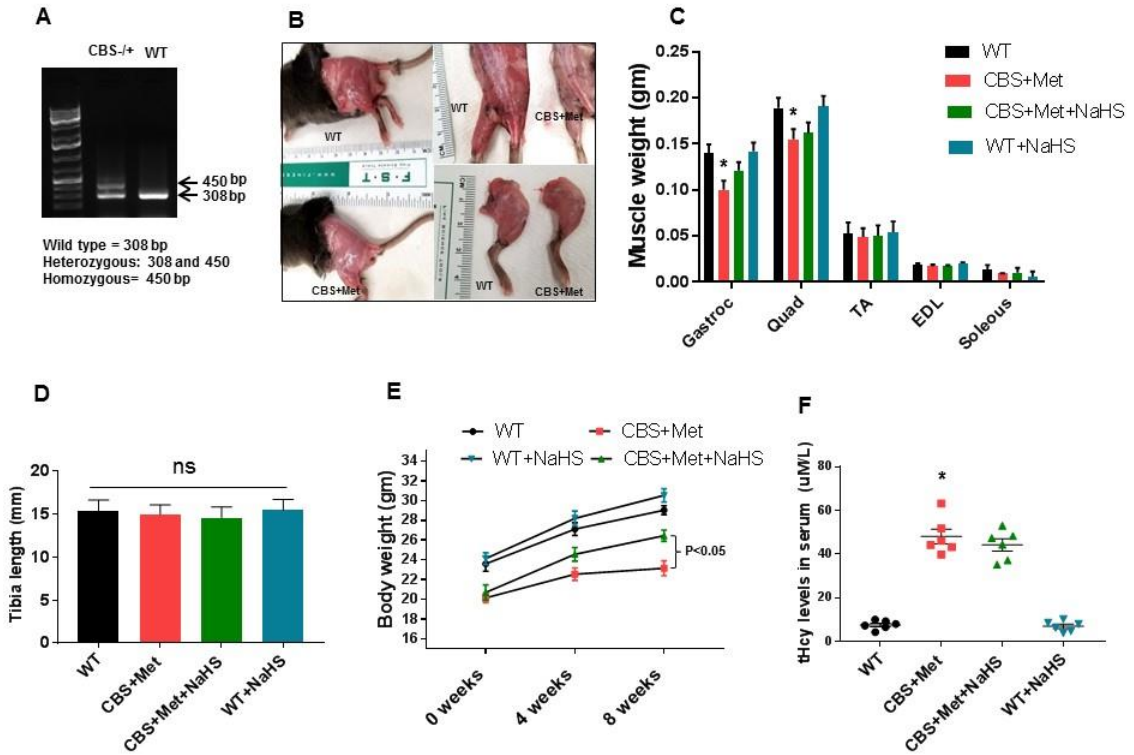 A
CBS-/+ WT
450 bp
308 bp
Wild type = 308 bp
Heterozygous: 308 and 450
Homozygous= 450 bp
B
WT
WT
CBS+Met
F·S·T
CBS+Met
WT
CBS+Met
C
Muscle weight (gm)
0.25
0.20
0.15
0.10
0.05
0.00
*
*
Gastroc
Quad
TA
EDL
Soleous
WT
CBS+Met
CBS+Met+NaHS
WT+NaHS
D
Tibia length (mm)
20
15
10
5
0
ns
WT
CBS+Met
CBS+Met+NaHS
WT+NaHS
E
WT
CBS+Met
WT+NaHS
CBS+Met+NaHS
Body weight (gm)
34
32
30
28
26
24
22
20
18
16
P<0.05
0 weeks
4 weeks
8 weeks
F
tHcy levels in serum (uM/L)
80
60
40
20
0
*
WT
CBS+Met
CBS+Met+NaHS
WT+NaHS